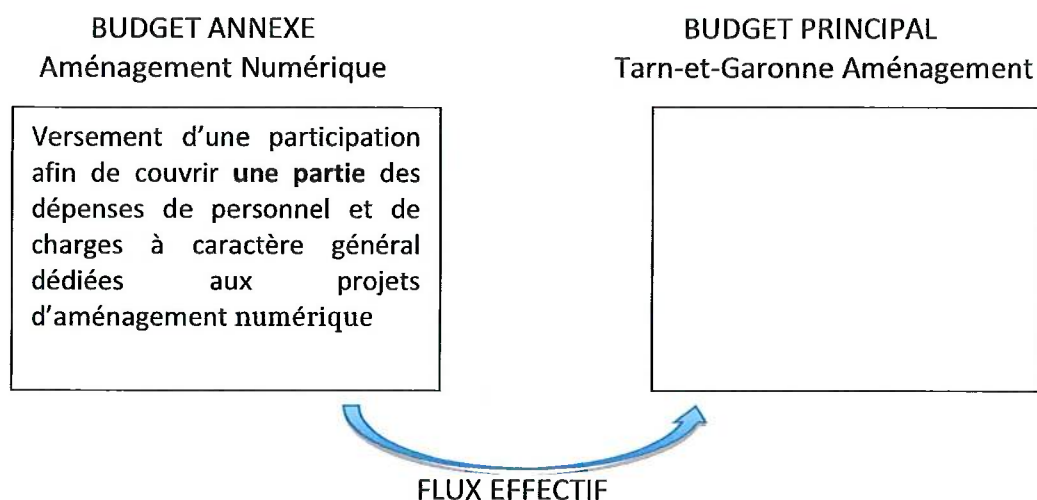 BUDGET ANNEXE
Aménagement Numérique
BUDGET PRINCIPAL
Tarn-et-Garonne Aménagement
Versement d'une participation
afin de couvrir une partie des
dépenses de personnel et de
charges à caractère général
dédiées aux projets
d'aménagement numérique
FLUX EFFECTIF